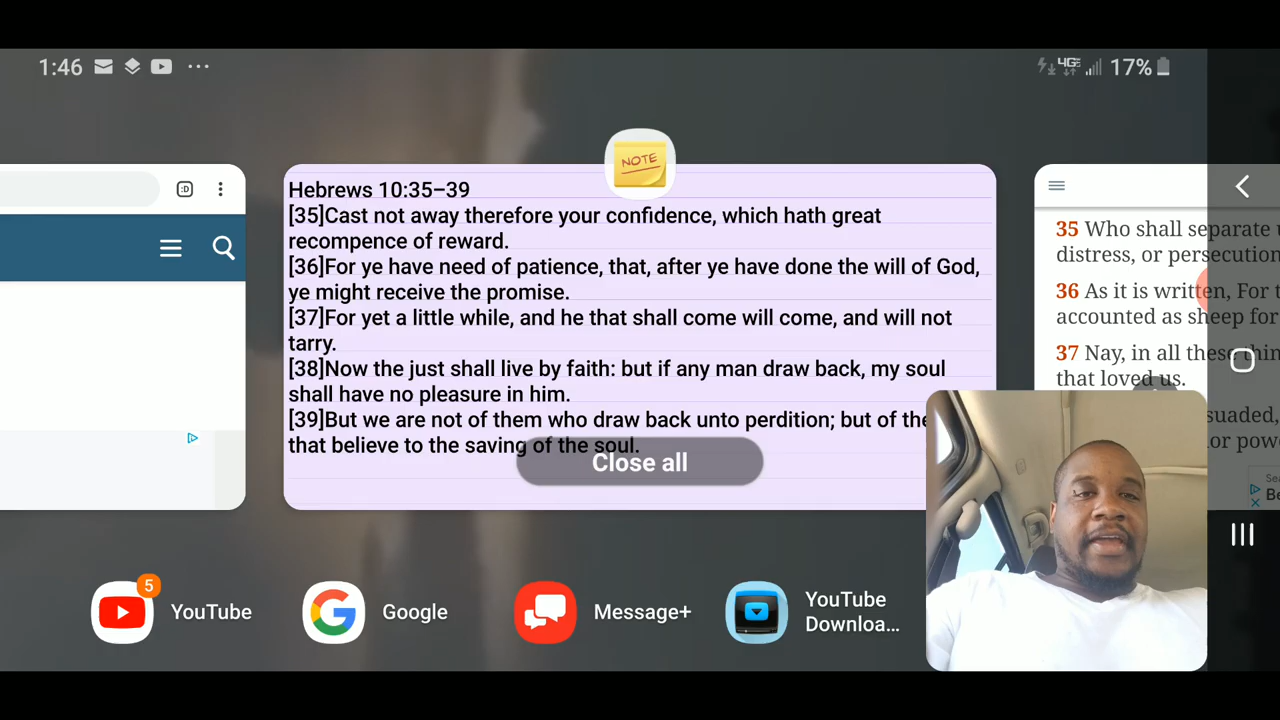 1:46
17%
NOTE
Hebrews 10:35–39
[35]Cast not away therefore your confidence, which hath great
recompence of reward.
[36]For ye have need of patience, that, after ye have done the will of God,
ye might receive the promise.
[37]For yet a little while, and he that shall come will come, and will not
tarry.
[38]Now the just shall live by faith: but if any man draw back, my soul
shall have no pleasure in him.
[39]But we are not of them who draw back unto perdition; but of the
that believe to the saving of the soul.
Close all
35 Who shall separate
distress, or persecution
36 As it is written, For
accounted as sheep for
37 Nay, in all these
that loved us.
5
YouTube
Google
Message+
YouTube
Downloa...